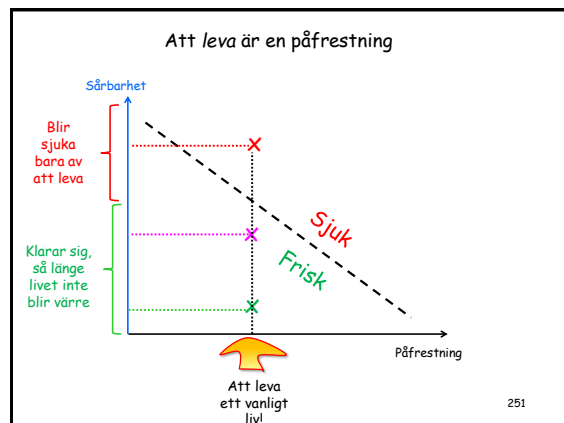 Att leva är en påfrestning
Sårbarhet
Blir
sjuka
bara av
att leva
Klarar sig,
så länge
livet inte
blir värre
Sjuk
Frisk
Påfrestning
Att leva
ett vanligt
liv!
251